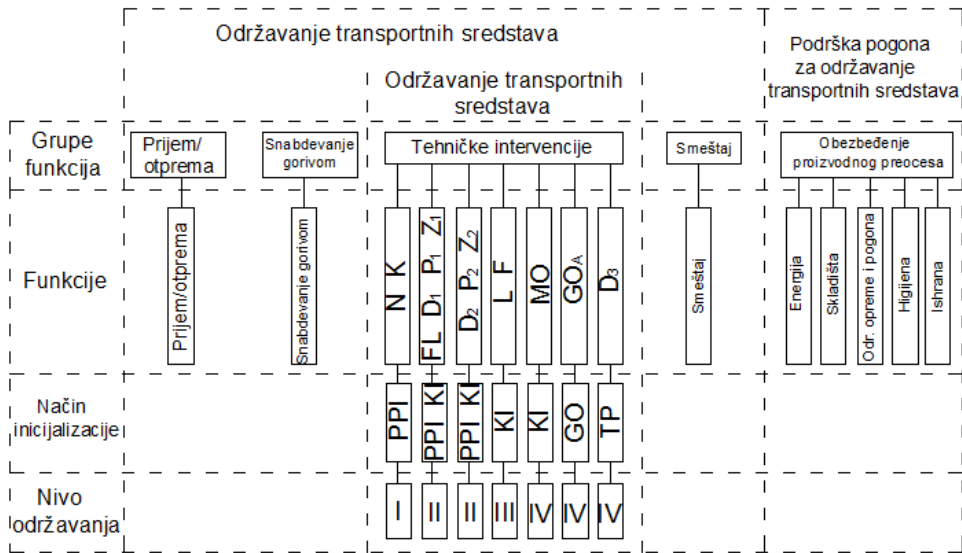 Održavanje transportnih sredstava
Podrška pogona
za održavanje
transportnih sredstava
Održavanje transportnih
sredstava
Grupe
funkcija
Prijem/
otprema
Snabdevanje
gorivom
Tehničke intervencije
Smeštaj
Obezbeđenje
proizvodnog preocesa
Funkcije
Prijem/otprema
Snabdevanje gorivom
N K
FL D1 P1 Z1
D2 P2 Z2
L F
MO
GOA
D3
Smeštaj
Energija
Skladišta
Odr. opreme i pogona
Higijena
Ishrana
Način
inicijalizacije
PPI
PPI KI
PPI KI
KI
KI
GO
TP
Nivo
održavanja
I
II
II
III
IV
IV
IV